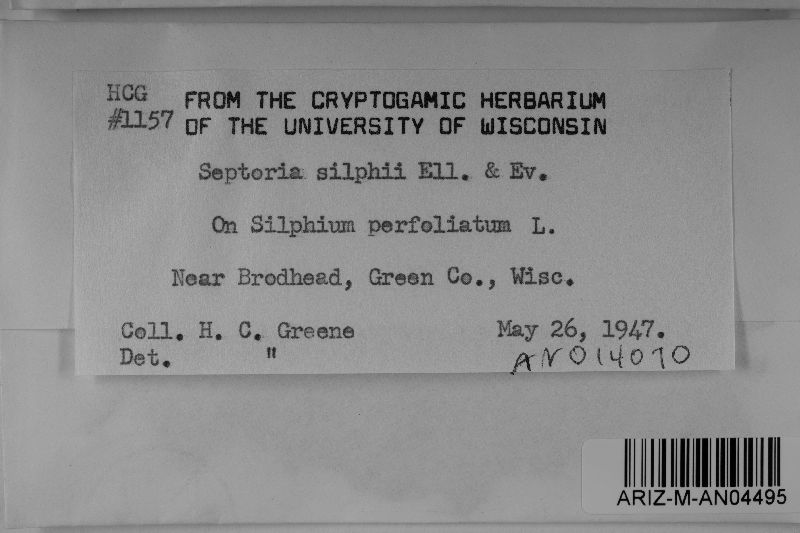 HCG FROM THE CRYPTOGAMIC HERBARIUM
#1157 OF THE UNIVERSITY OF WISCONSIN
Septoria silphii Ell. & Ev.
On Silphium perfoliatum L.
Near Brodhead, Green Co., Wisc.
Coll. H. C. Greene May 26, 1947.
Det. "
AN014070
ARIZ-M-AN04495